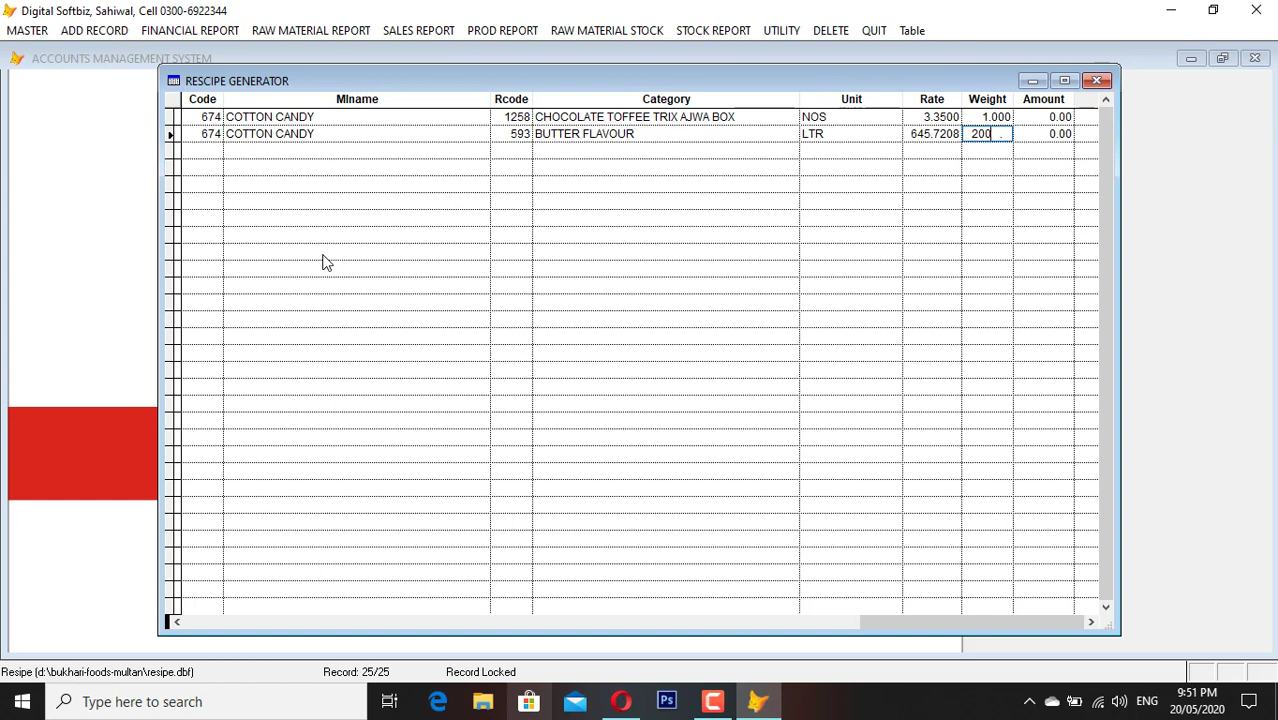 Digital Softbiz, Sahiwal, Cell 0300-6922344
MASTER ADD RECORD FINANCIAL REPORT RAW MATERIAL REPORT SALES REPORT PROD REPORT RAW MATERIAL STOCK STOCK REPORT UTILITY DELETE QUIT Table
ACCOUNTS MANAGEMENT SYSTEM
RESCIPE GENERATOR
Code MIname Rcode Category Unit Rate Weight Amount
674 COTTON CANDY 1258 CHOCOLATE TOFFEE TRIX AJWA BOX NOS 3.3500 1.000 0.00
674 COTTON CANDY 593 BUTTER FLAVOUR LTR 645.7208 200 . 0.00
Resipe (d:\bukhari-foods-multan\resipe.dbf) Record: 25/25 Record Locked
Type here to search
Ps
ENG
9:51 PM
20/05/2020